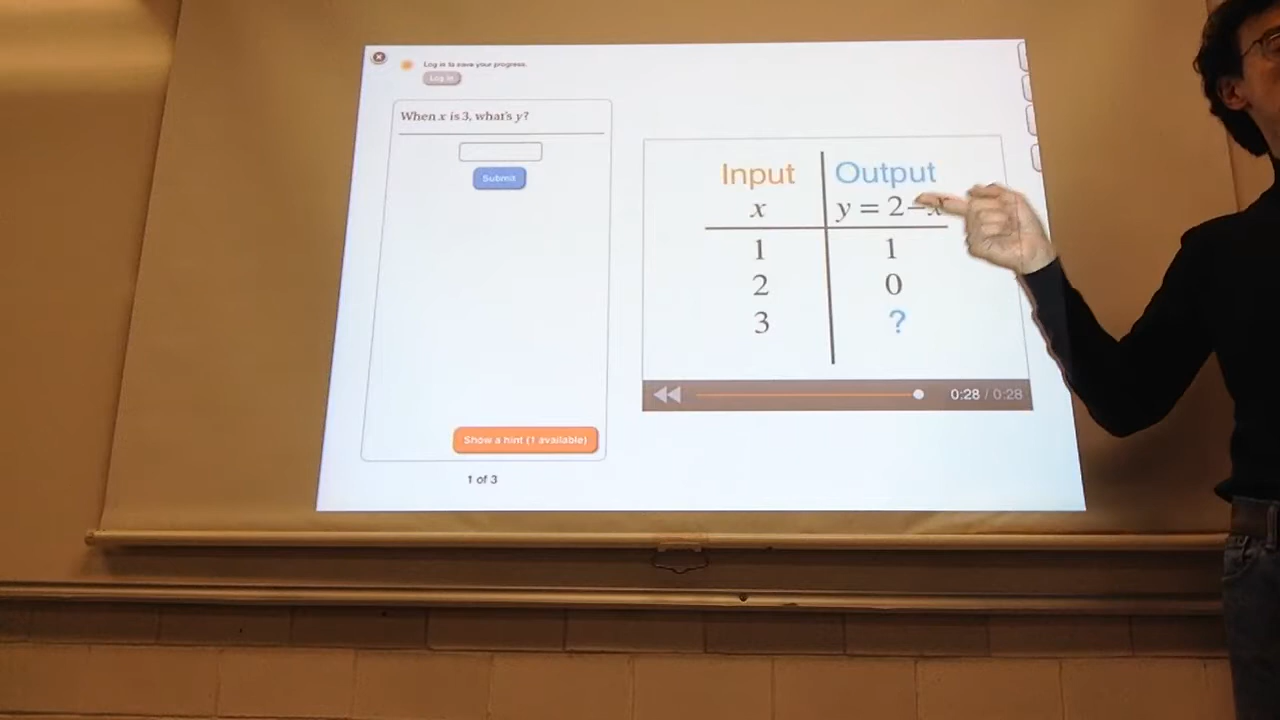 Log in to save your progress.
Log in
When x is 3, what's y?
Submit
Show a hint (1 available)
1 of 3
Input Output
x y = 2−x
1 1
2 0
3 ?
0:28 / 0:28